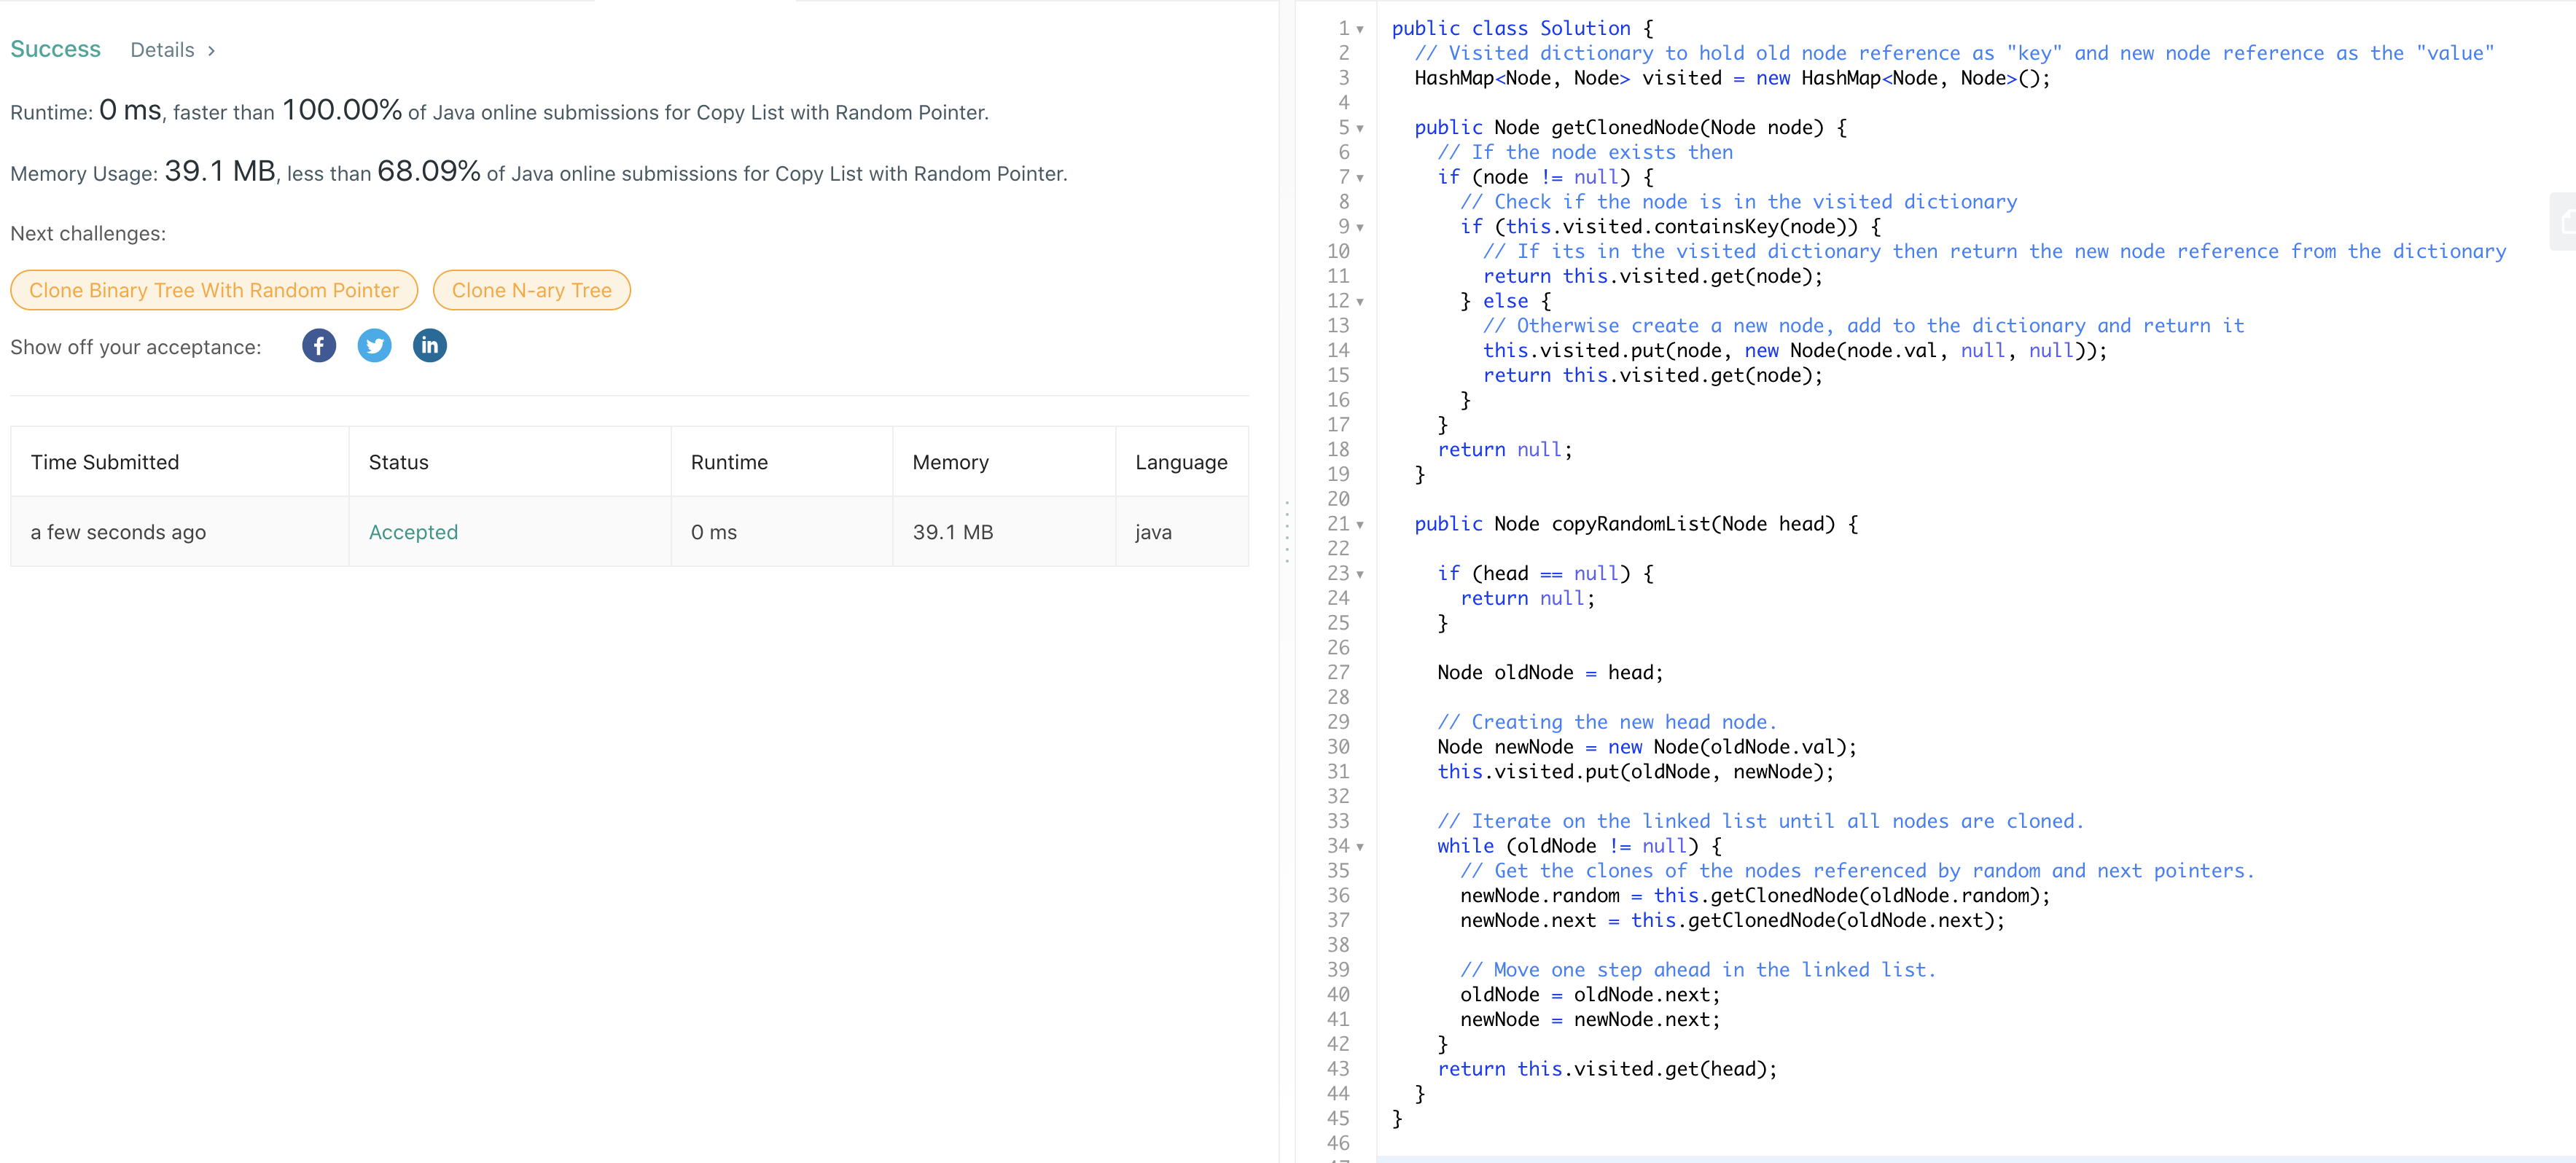 Success Details >
Runtime: 0 ms, faster than 100.00% of Java online submissions for Copy List with Random Pointer.
Memory Usage: 39.1 MB, less than 68.09% of Java online submissions for Copy List with Random Pointer.
Next challenges:
Clone Binary Tree With Random Pointer Clone N-ary Tree
Show off your acceptance: f in
Time Submitted Status Runtime Memory Language
a few seconds ago Accepted 0 ms 39.1 MB java
1 public class Solution {
2   // Visited dictionary to hold old node reference as "key" and new node reference as the "value"
3   HashMap<Node, Node> visited = new HashMap<Node, Node>();
4
5   public Node getClonedNode(Node node) {
6     // If the node exists then
7     if (node != null) {
8       // Check if the node is in the visited dictionary
9       if (this.visited.containsKey(node)) {
10         // If its in the visited dictionary then return the new node reference from the dictionary
11         return this.visited.get(node);
12       } else {
13         // Otherwise create a new node, add to the dictionary and return it
14         this.visited.put(node, new Node(node.val, null, null));
15         return this.visited.get(node);
16       }
17     }
18     return null;
19   }
20
21   public Node copyRandomList(Node head) {
22
23     if (head == null) {
24       return null;
25     }
26
27     Node oldNode = head;
28
29     // Creating the new head node.
30     Node newNode = new Node(oldNode.val);
31     this.visited.put(oldNode, newNode);
32
33     // Iterate on the linked list until all nodes are cloned.
34     while (oldNode != null) {
35       // Get the clones of the nodes referenced by random and next pointers.
36       newNode.random = this.getClonedNode(oldNode.random);
37       newNode.next = this.getClonedNode(oldNode.next);
38
39       // Move one step ahead in the linked list.
40       oldNode = oldNode.next;
41       newNode = newNode.next;
42     }
43     return this.visited.get(head);
44   }
45 }
46